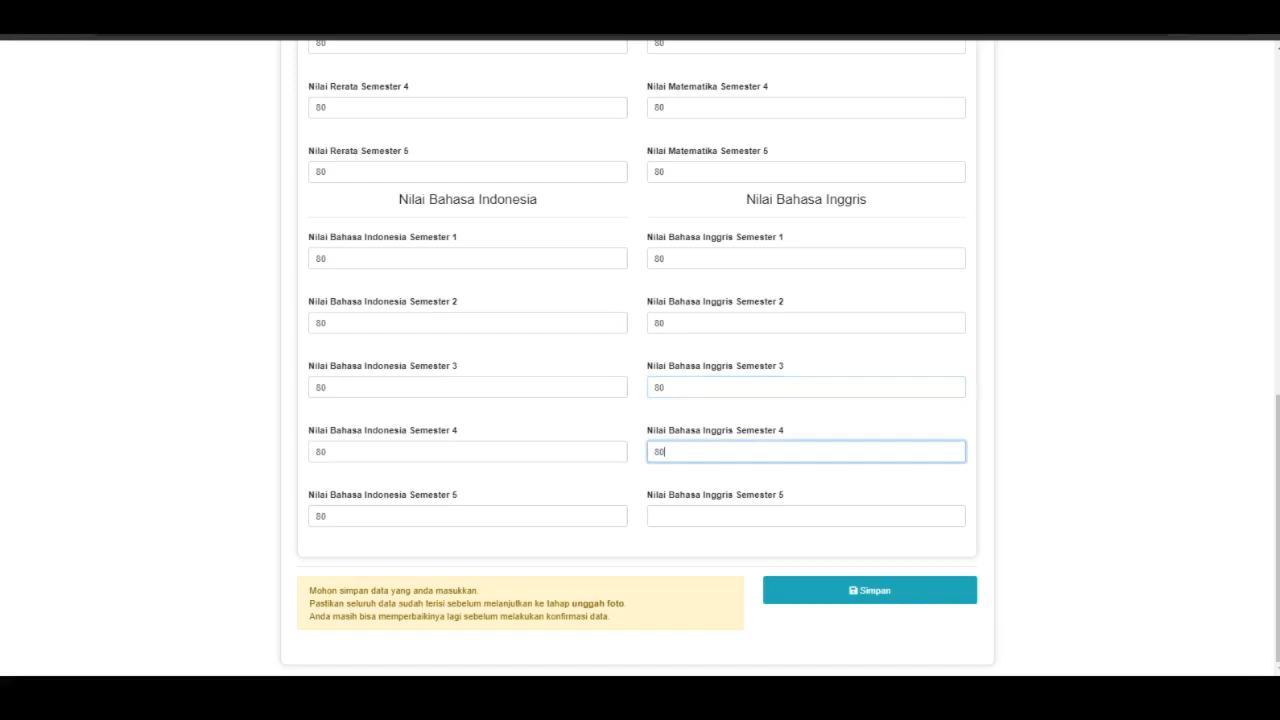 80
80
Nilai Rerata Semester 4
Nilai Matematika Semester 4
80
80
Nilai Rerata Semester 5
Nilai Matematika Semester 5
80
80
Nilai Bahasa Indonesia
Nilai Bahasa Inggris
Nilai Bahasa Indonesia Semester 1
Nilai Bahasa Inggris Semester 1
80
80
Nilai Bahasa Indonesia Semester 2
Nilai Bahasa Inggris Semester 2
80
80
Nilai Bahasa Indonesia Semester 3
Nilai Bahasa Inggris Semester 3
80
80
Nilai Bahasa Indonesia Semester 4
Nilai Bahasa Inggris Semester 4
80
80
Nilai Bahasa Indonesia Semester 5
Nilai Bahasa Inggris Semester 5
80
Mohon simpan data yang anda masukkan.
Pastikan seluruh data sudah terisi sebelum melanjutkan ke tahap unggah foto.
Anda masih bisa memperbaikinya lagi sebelum melakukan konfirmasi data.
Simpan